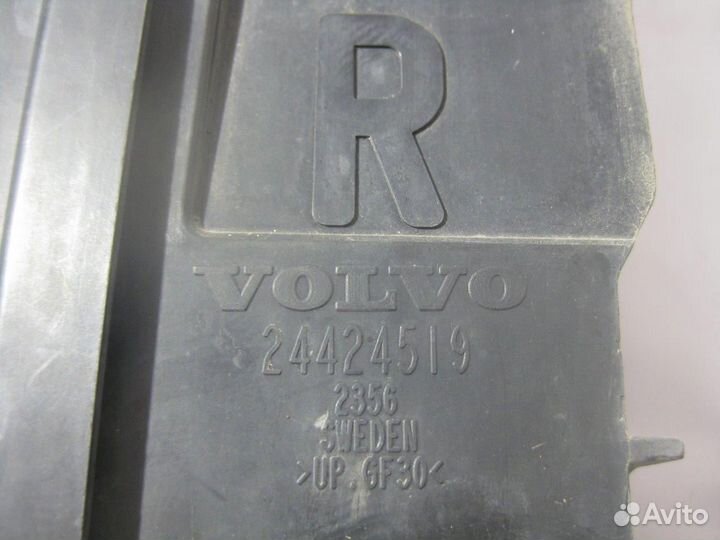 R
VOLVO
24424519
2356
SWEDEN
>UP.GF30<
Avito